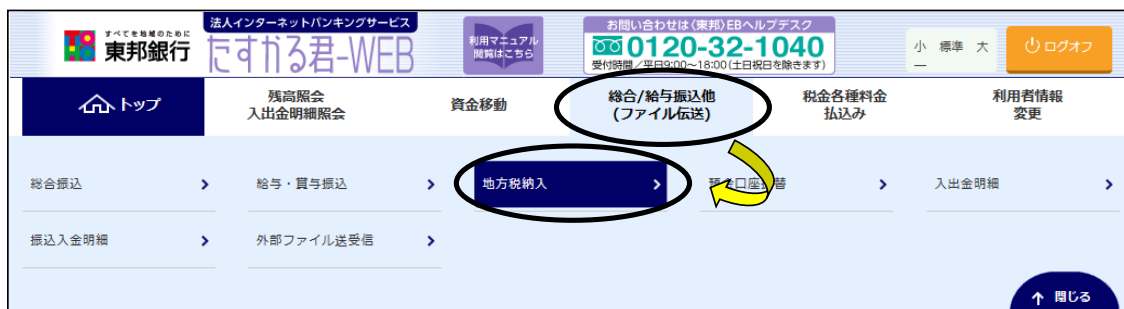 すべてを地域のために
東邦銀行
法人インターネットバンキングサービス
たすかる君-WEB
利用マニュアル
閲覧はこちら
お問い合わせは〈東邦〉EBヘルプデスク
0120-32-1040
受付時間／平日9:00～18:00(土日祝日を除きます)
小 標準 大
ログオフ
トップ
残高照会
入出金明細照会
資金移動
総合/給与振込他
(ファイル伝送)
税金各種料金
払込み
利用者情報
変更
総合振込
給与・賞与振込
地方税納入
預金口座振替
入出金明細
振込入金明細
外部ファイル送受信
閉じる